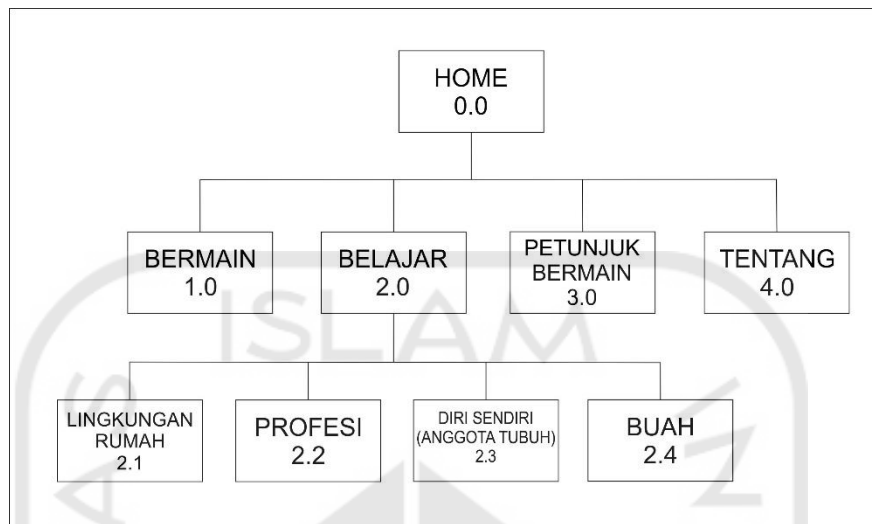 HOME
0.0
BERMAIN
1.0
BELAJAR
2.0
PETUNJUK
BERMAIN
3.0
TENTANG
4.0
ISLAM
LINGKUNGAN
RUMAH
2.1
PROFESI
2.2
DIRI SENDIRI
(ANGGOTA TUBUH)
2.3
BUAH
2.4